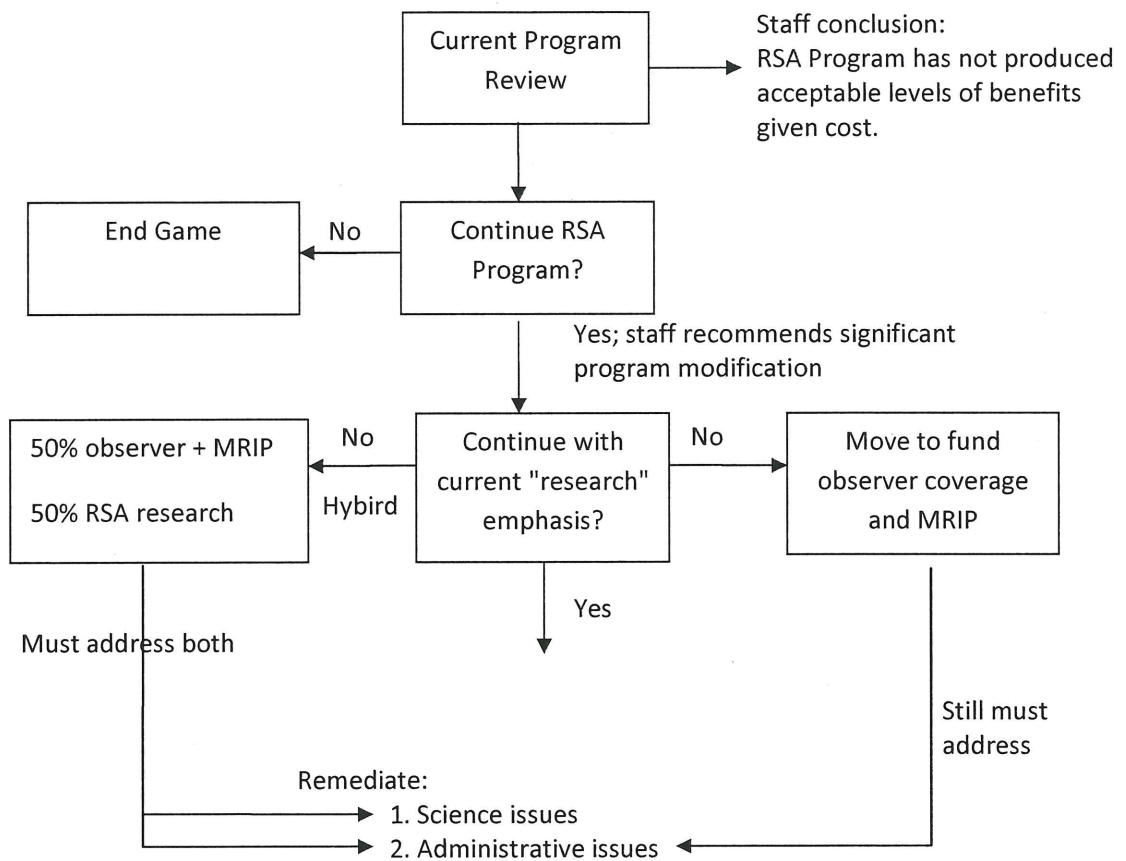 Current Program
Review
Staff conclusion:
RSA Program has not produced
acceptable levels of benefits
given cost.
End Game
No
Continue RSA
Program?
Yes; staff recommends significant
program modification
50% observer + MRIP
50% RSA research
No
Hybird
Continue with
current "research"
emphasis?
No
Move to fund
observer coverage
and MRIP
Yes
Must address both
Still must
address
Remediate:
1. Science issues
2. Administrative issues